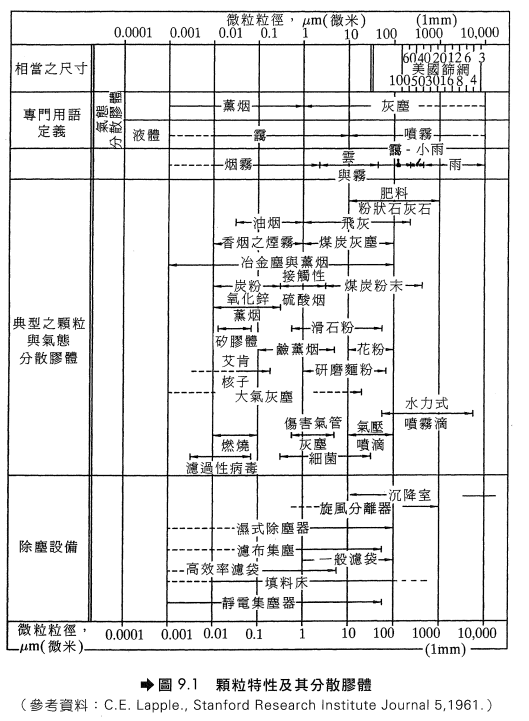 微粒粒徑，μm(微米)
(1mm)
0.0001 0.001 0.01 0.1 1 10 100 1000 10,000
相當之尺寸
60 40 20 12 6 3
美國篩網
100 50 30 16 8 4
專門用語
定義
氣態
分散膠體
薰烟
灰塵
液體
靄
噴霧
烟霧
雲
與霧
靄-小雨
雨
典型之顆粒
與氣態
分散膠體
肥料
粉狀石灰石
油烟
飛灰
香烟之煙霧
煤炭灰塵
冶金塵與薰烟
炭粉
接觸性
硫酸烟
煤炭粉末
氧化鋅
薰烟
矽膠體
滑石粉
鹼薰烟
花粉
艾肯
核子
研磨麵粉
大氣灰塵
水力式
噴霧滴
傷害氣管
灰塵
氣壓
噴滴
燃燒
濾過性病毒
細菌
除塵設備
沉降室
旋風分離器
濕式除塵器
濾布集塵
一般濾袋
高效率濾袋
填料床
靜電集塵器
微粒粒徑，
μm(微米)
0.0001 0.001 0.01 0.1 1 10 100 1000 10,000
(1mm)
➡圖 9.1 顆粒特性及其分散膠體
(參考資料：C.E. Lapple., Stanford Research Institute Journal 5,1961.)